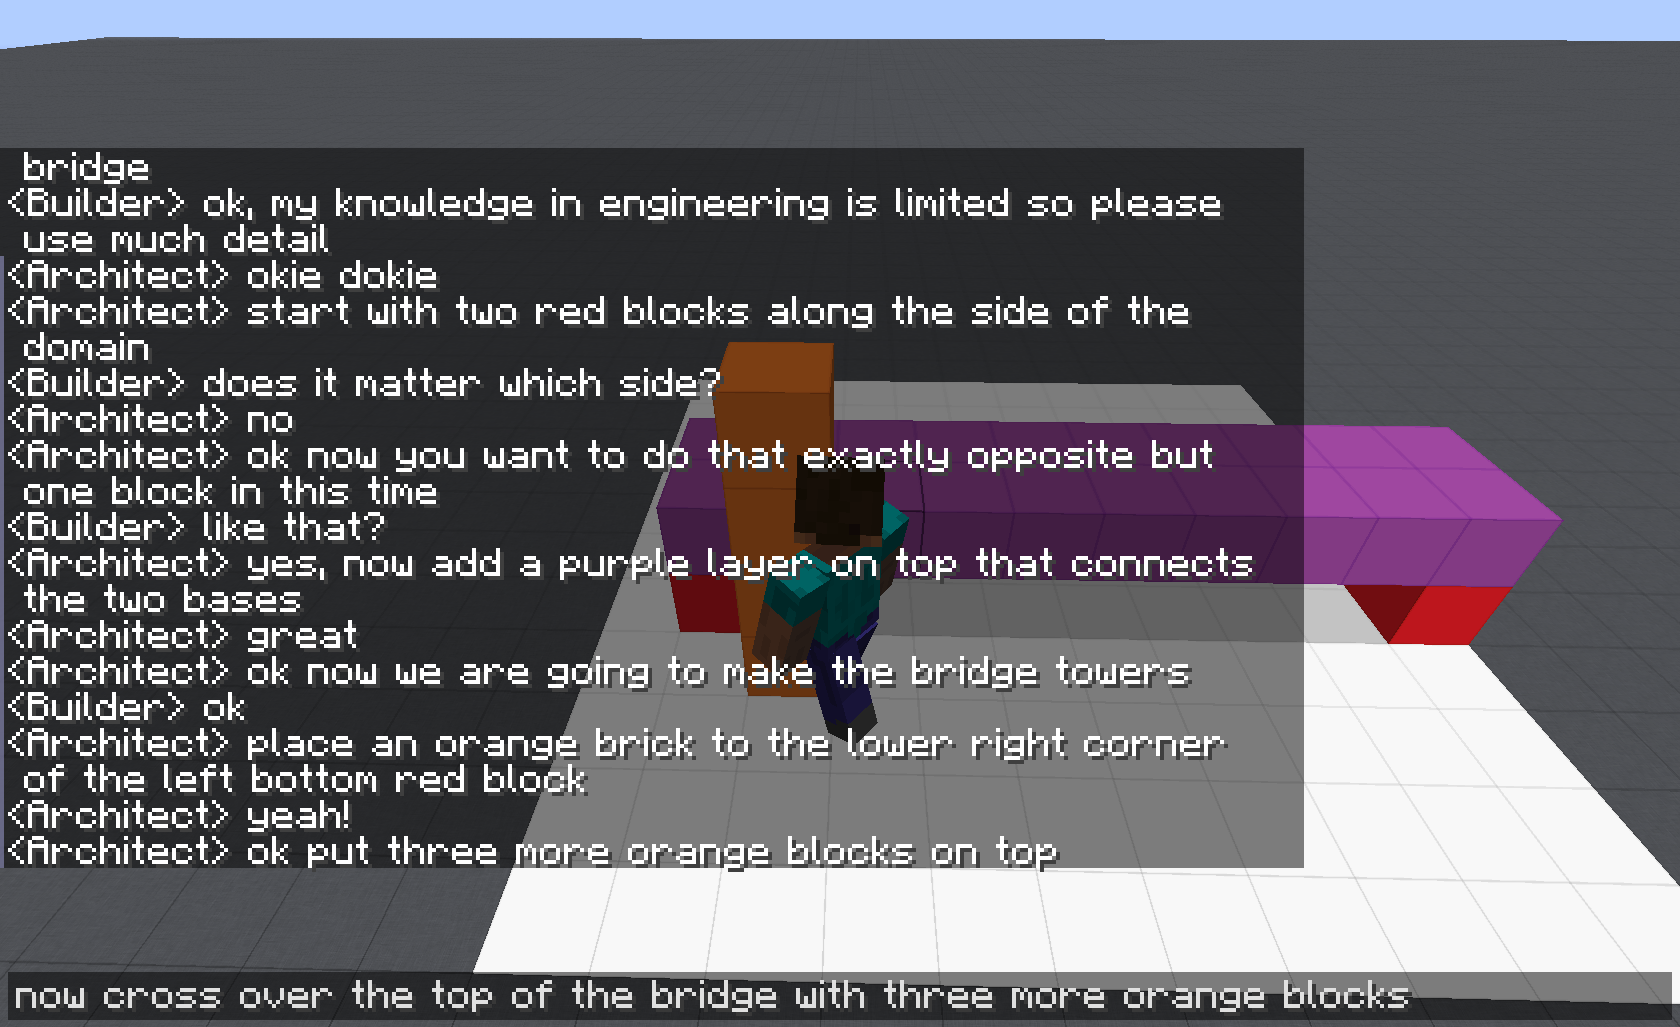 bridge
<Builder> ok, my knowledge in engineering is limited so please
use much detail
<Architect> okie dokie
<Architect> start with two red blocks along the side of the
domain
<Builder> does it matter which side?
<Architect> no
<Architect> ok now you want to do that exactly opposite but
one block in this time
<Builder> like that?
<Architect> yes, now add a purple layer on top that connects
the two bases
<Architect> great
<Architect> ok now we are going to make the bridge towers
<Builder> ok
<Architect> place an orange brick to the lower right corner
of the left bottom red block
<Architect> yeah!
<Architect> ok put three more orange blocks on top
now cross over the top of the bridge with three more orange blocks